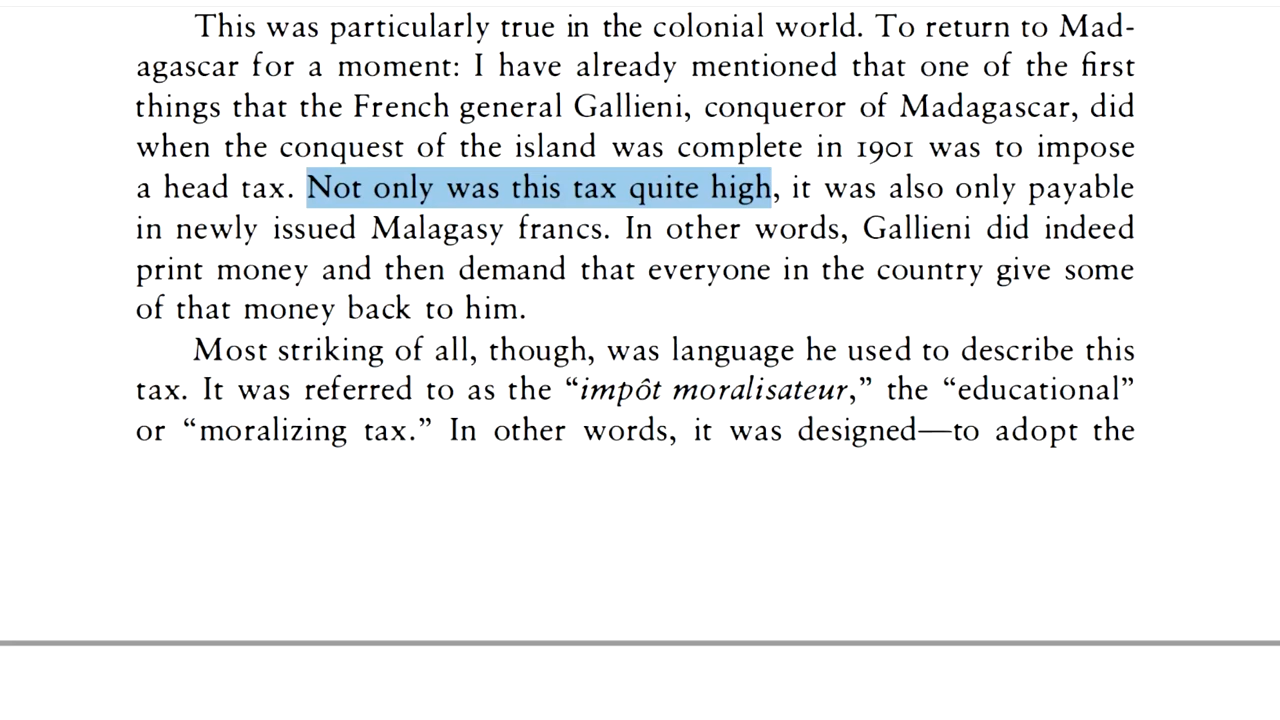 This was particularly true in the colonial world. To return to Mad-
agascar for a moment: I have already mentioned that one of the first
things that the French general Gallieni, conqueror of Madagascar, did
when the conquest of the island was complete in 1901 was to impose
a head tax. Not only was this tax quite high, it was also only payable
in newly issued Malagasy francs. In other words, Gallieni did indeed
print money and then demand that everyone in the country give some
of that money back to him.
Most striking of all, though, was language he used to describe this
tax. It was referred to as the “impôt moralisateur,” the “educational”
or “moralizing tax.” In other words, it was designed—to adopt the